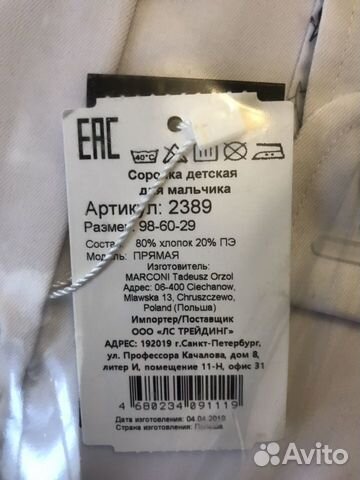 EAC
40°C
Сорочка детская
для мальчика
Артикул: 2389
Размер: 98-60-29
Состав: 80% хлопок 20% ПЭ
Модель: ПРЯМАЯ
Изготовитель:
MARCONI Tadeusz Orzol
Адрес: 06-400 Ciechanow,
Mlawska 13, Chruszczewo,
Poland (Польша)
Импортер/Поставщик
ООО «ЛС ТРЕЙДИНГ»
АДРЕС: 192019 г.Санкт-Петербург,
ул. Профессора Качалова, дом 8,
литер И, помещение 11-Н, офис 31
4 680234 091119
Дата изготовления: 04.04.2019
Страна изготовления: Польша
Avito